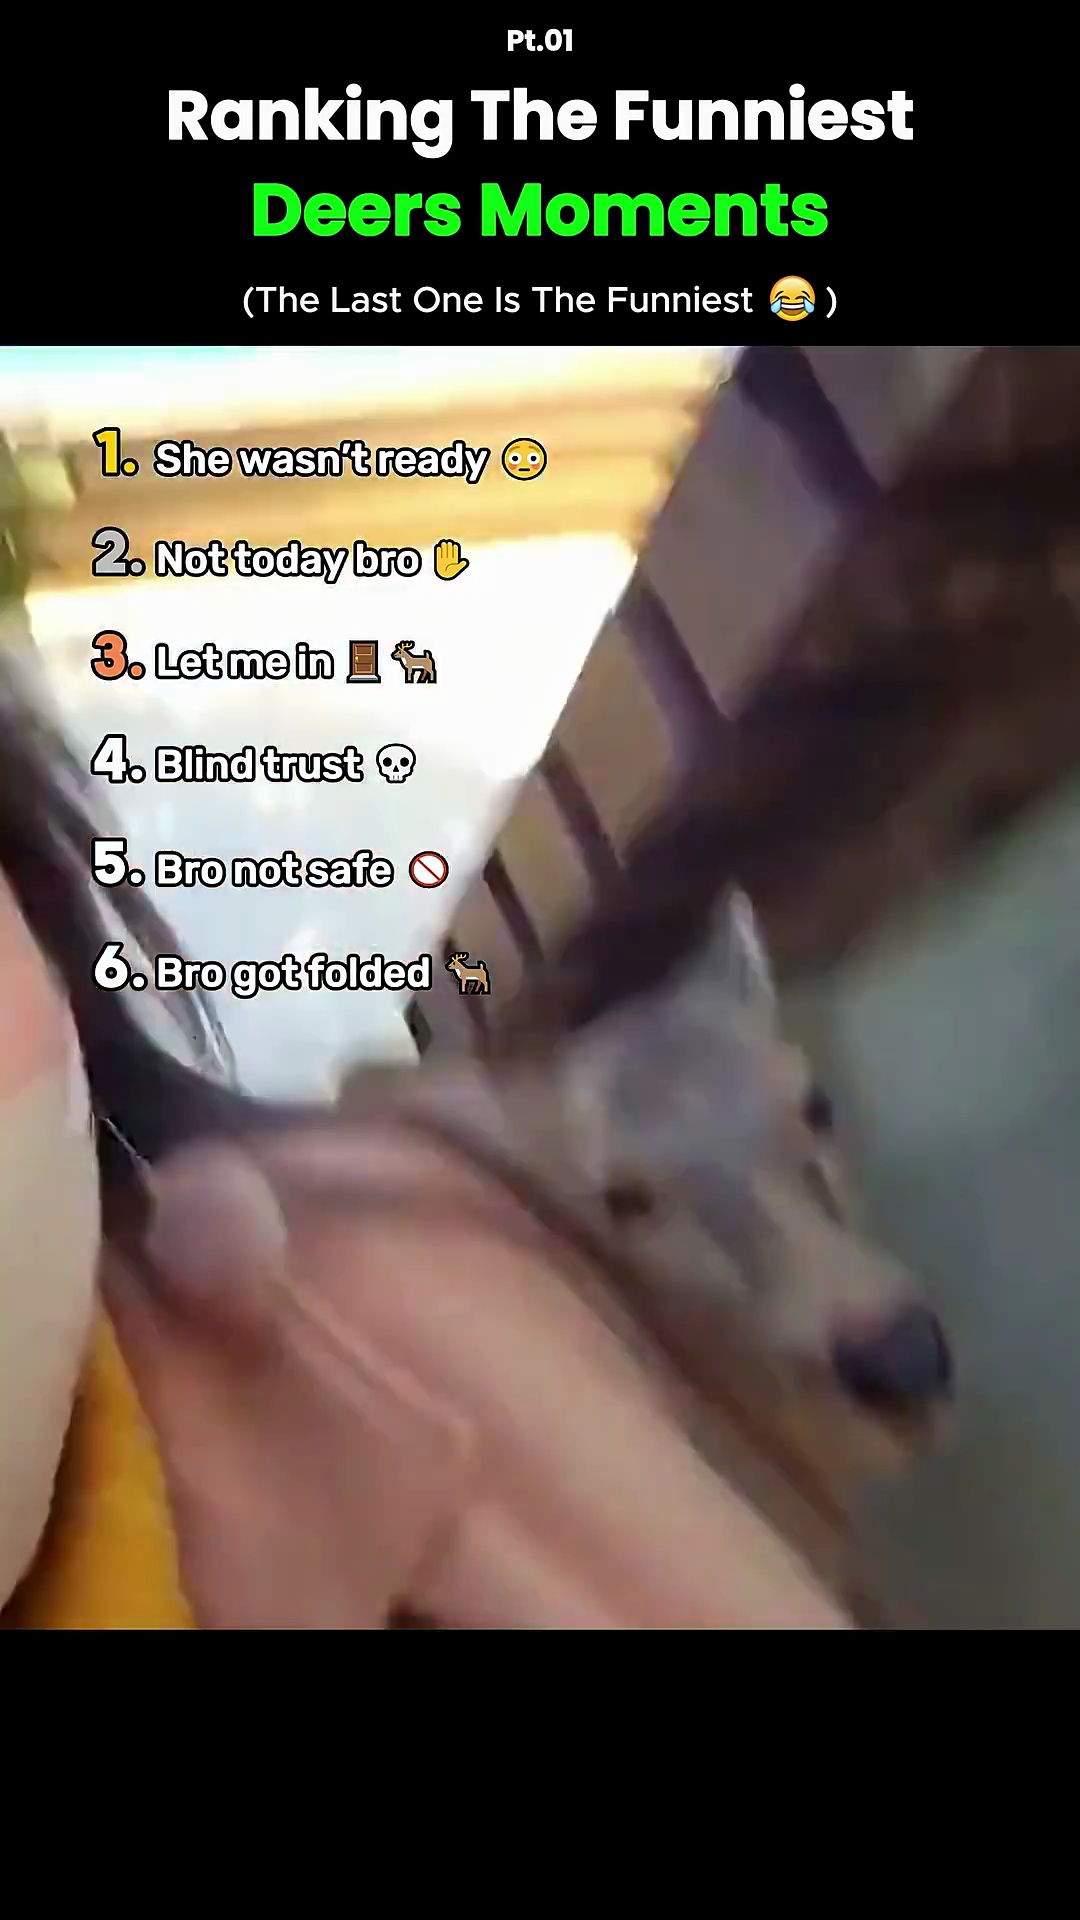 Pt.01
Ranking The Funniest
Deers Moments
(The Last One Is The Funniest 😂 )
1. She wasn't ready 😳
2. Not today bro ✋
3. Let me in 🚪🦌
4. Blind trust 💀
5. Bro not safe 🚫
6. Bro got folded 🦌